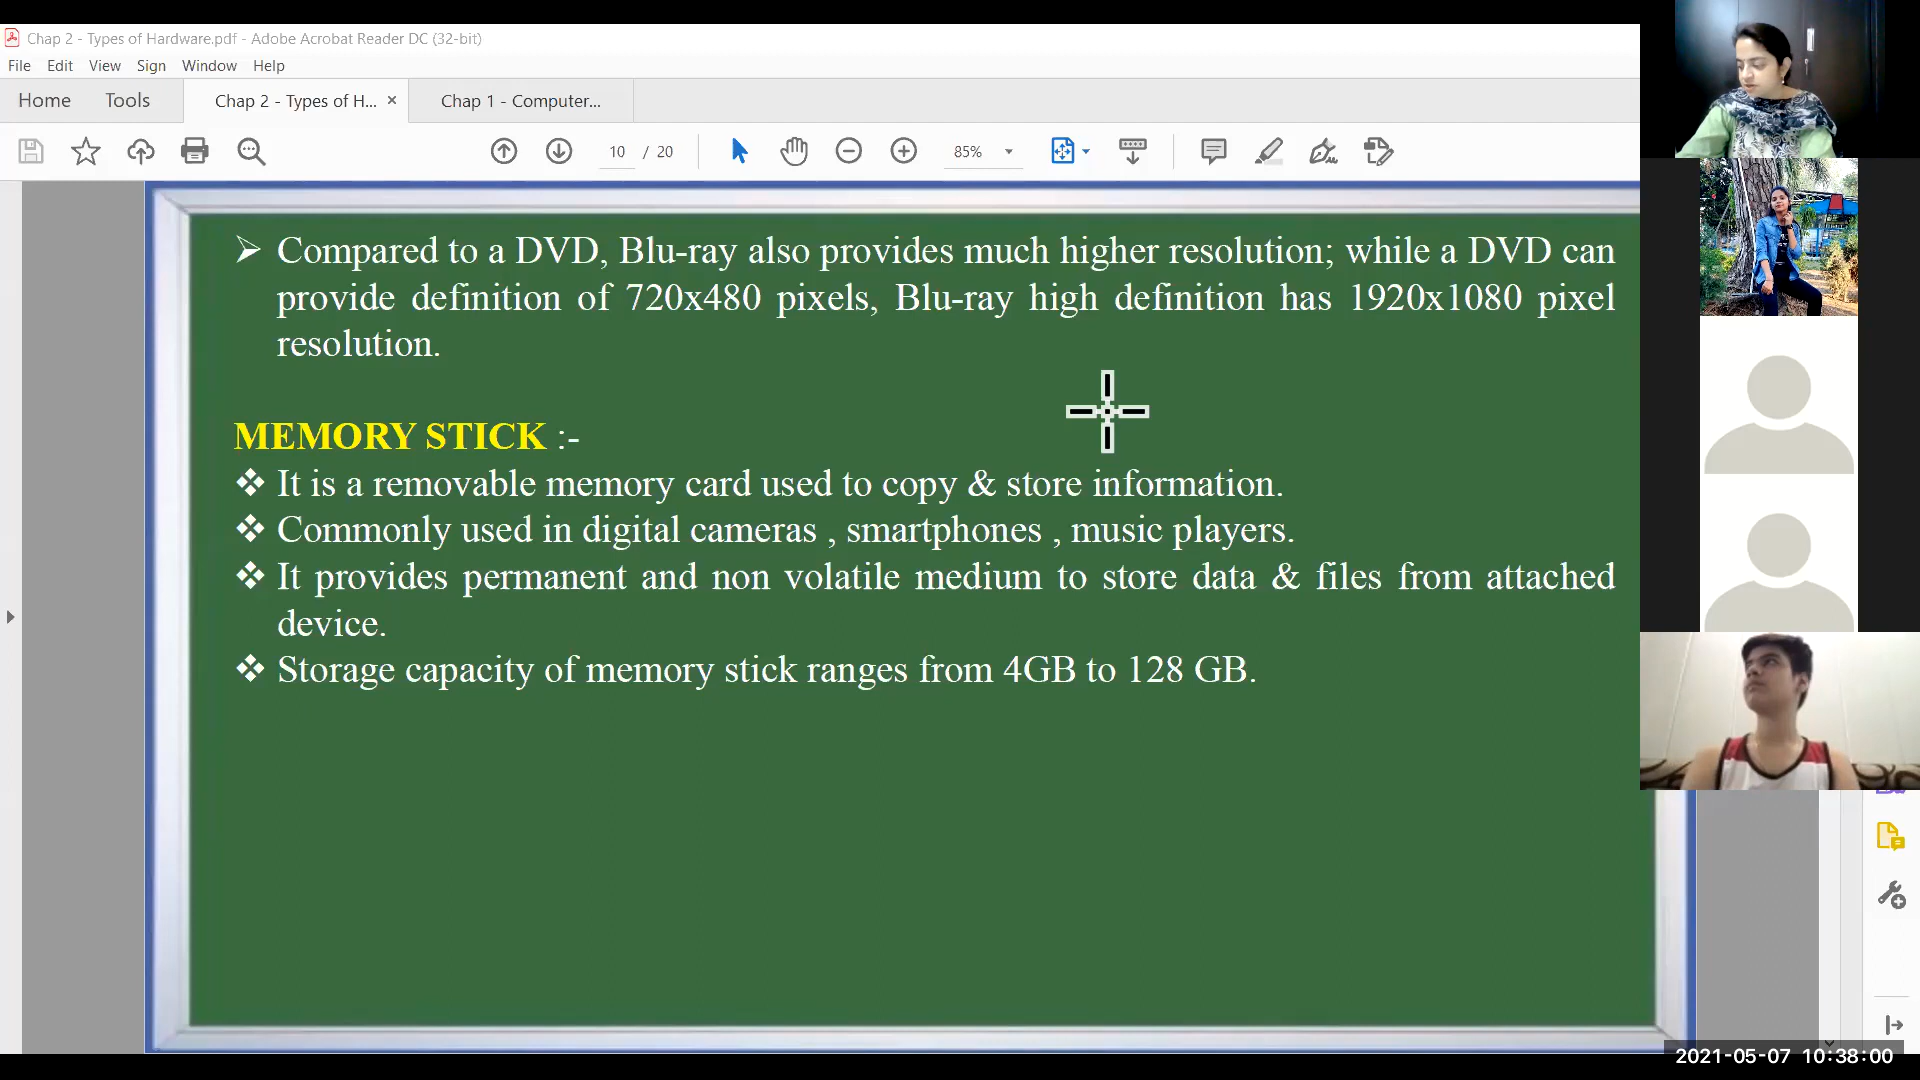 Chap 2 - Types of Hardware.pdf - Adobe Acrobat Reader DC (32-bit)
File Edit View Sign Window Help
Home Tools Chap 2 - Types of H... × Chap 1 - Computer...
10 / 20 85%
➢ Compared to a DVD, Blu-ray also provides much higher resolution; while a DVD can
provide definition of 720x480 pixels, Blu-ray high definition has 1920x1080 pixel
resolution.
MEMORY STICK :-
❖ It is a removable memory card used to copy & store information.
❖ Commonly used in digital cameras , smartphones , music players.
❖ It provides permanent and non volatile medium to store data & files from attached
device.
❖ Storage capacity of memory stick ranges from 4GB to 128 GB.
2021-05-07 10:38:00